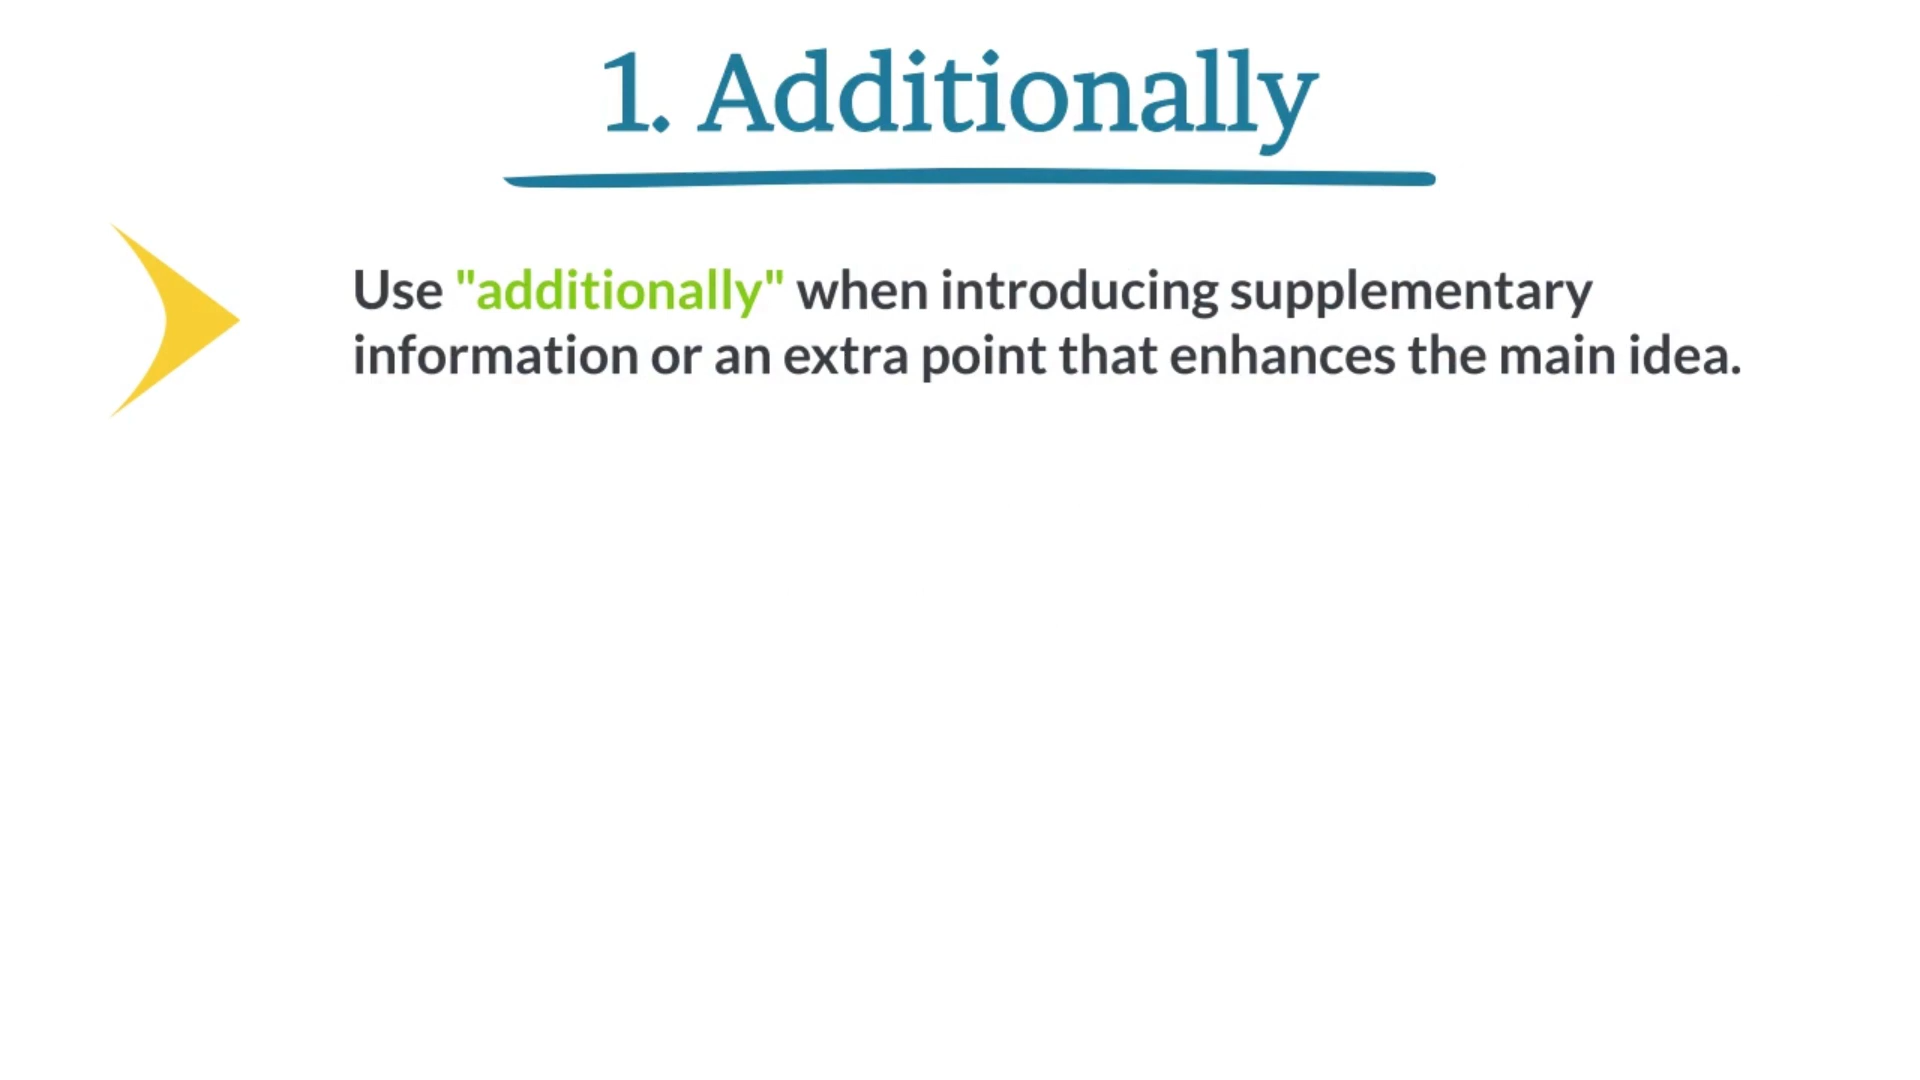 1. Additionally
Use "additionally" when introducing supplementary
information or an extra point that enhances the main idea.